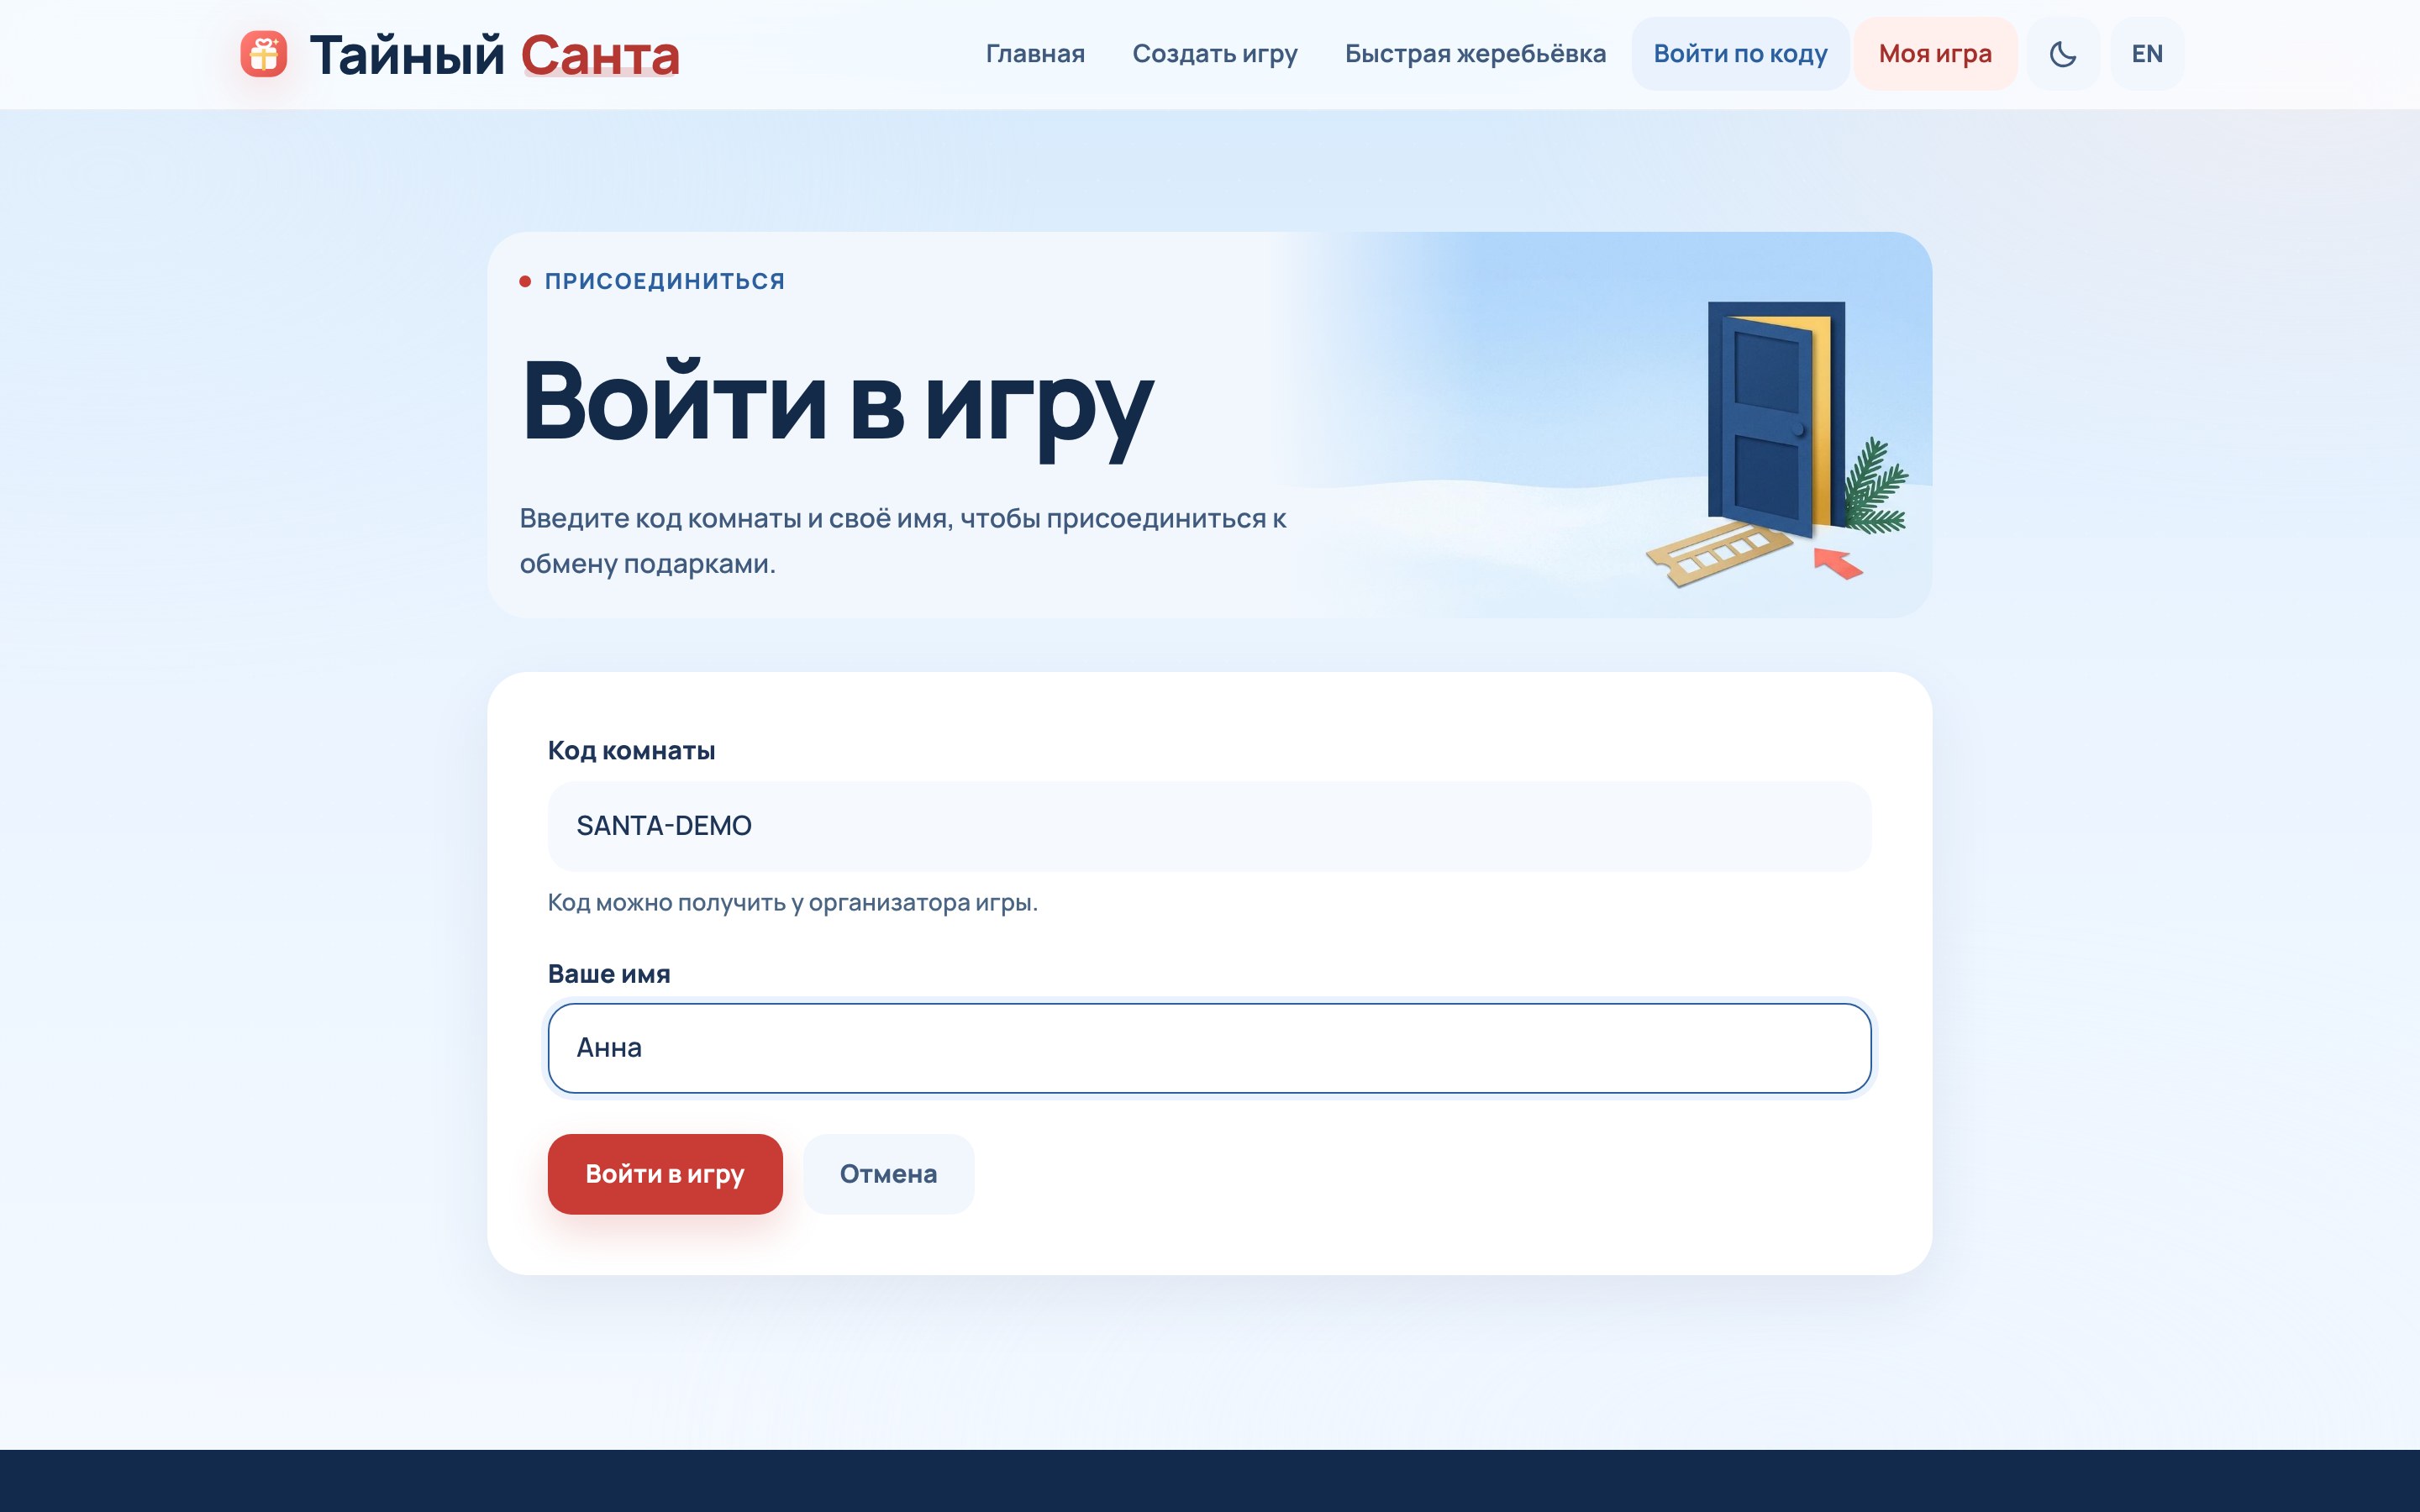 Тайный Санта
Главная
Создать игру
Быстрая жеребьёвка
Войти по коду
Моя игра
EN
ПРИСОЕДИНИТЬСЯ
Войти в игру
Введите код комнаты и своё имя, чтобы присоединиться к
обмену подарками.
Код комнаты
SANTA-DEMO
Код можно получить у организатора игры.
Ваше имя
Анна
Войти в игру
Отмена